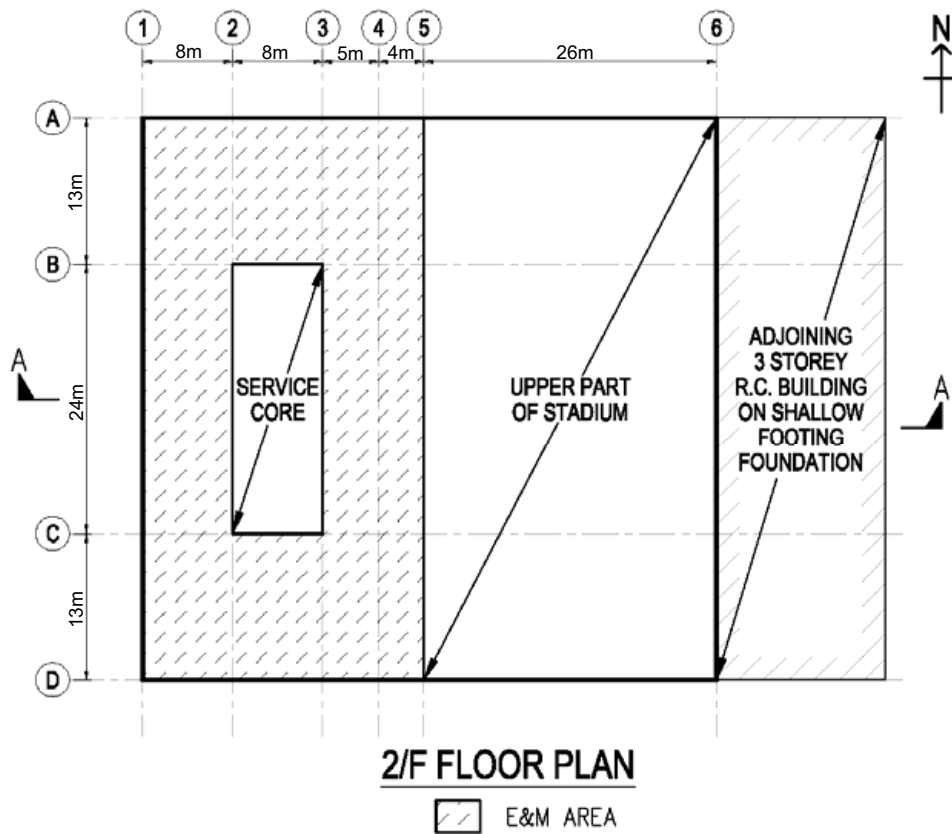 1 2 3 4 5 6
8m 8m 5m 4m 26m
N
A
13m
B
24m
C
13m
D
A
A
SERVICE
CORE
UPPER PART
OF STADIUM
ADJOINING
3 STOREY
R.C. BUILDING
ON SHALLOW
FOOTING
FOUNDATION
2/F FLOOR PLAN
E&M AREA